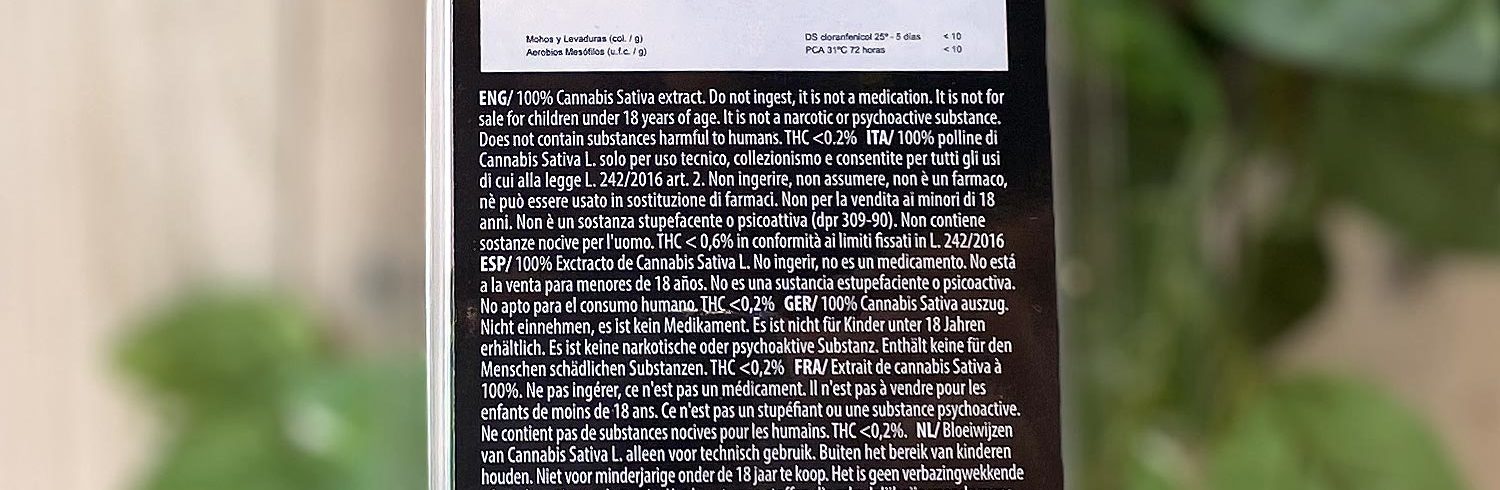 Mohos y Levaduras (col. / g) DS cloranfenicol 25º - 5 días < 10
Aerobios Mesófilos (u.f.c. / g) PCA 31ºC 72 horas < 10
ENG/ 100% Cannabis Sativa extract. Do not ingest, it is not a medication. It is not for
sale for children under 18 years of age. It is not a narcotic or psychoactive substance.
Does not contain substances harmful to humans. THC <0.2% ITA/ 100% polline di
Cannabis Sativa L. solo per uso tecnico, collezionismo e consentite per tutti gli usi
di cui alla legge L. 242/2016 art. 2. Non ingerire, non assumere, non è un farmaco,
nè può essere usato in sostituzione di farmaci. Non per la vendita ai minori di 18
anni. Non è un sostanza stupefacente o psicoattiva (dpr 309-90). Non contiene
sostanze nocive per l'uomo. THC < 0,6% in conformità ai limiti fissati in L. 242/2016
ESP/ 100% Exctracto de Cannabis Sativa L. No ingerir, no es un medicamento. No está
a la venta para menores de 18 años. No es una sustancia estupefaciente o psicoactiva.
No apto para el consumo humano. THC <0,2% GER/ 100% Cannabis Sativa auszug.
Nicht einnehmen, es ist kein Medikament. Es ist nicht für Kinder unter 18 Jahren
erhältlich. Es ist keine narkotische oder psychoaktive Substanz. Enthält keine für den
Menschen schädlichen Substanzen. THC <0,2% FRA/ Extrait de cannabis Sativa à
100%. Ne pas ingérer, ce n'est pas un médicament. Il n'est pas à vendre pour les
enfants de moins de 18 ans. Ce n'est pas un stupéfiant ou une substance psychoactive.
Ne contient pas de substances nocives pour les humains. THC <0,2%. NL/ Bloeiwijzen
van Cannabis Sativa L. alleen voor technisch gebruik. Buiten het bereik van kinderen
houden. Niet voor minderjarige onder de 18 jaar te koop. Het is geen verbazingwekkende